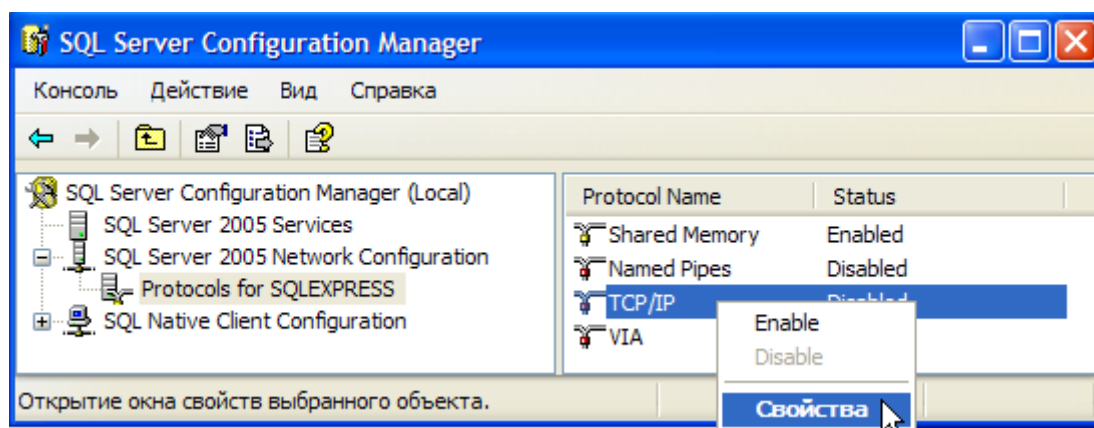 SQL Server Configuration Manager
Консоль Действие Вид Справка
SQL Server Configuration Manager (Local)
SQL Server 2005 Services
SQL Server 2005 Network Configuration
Protocols for SQLEXPRESS
SQL Native Client Configuration
Protocol Name Status
Shared Memory Enabled
Named Pipes Disabled
TCP/IP Disabled
VIA
Enable
Disable
Свойства
Открытие окна свойств выбранного объекта.